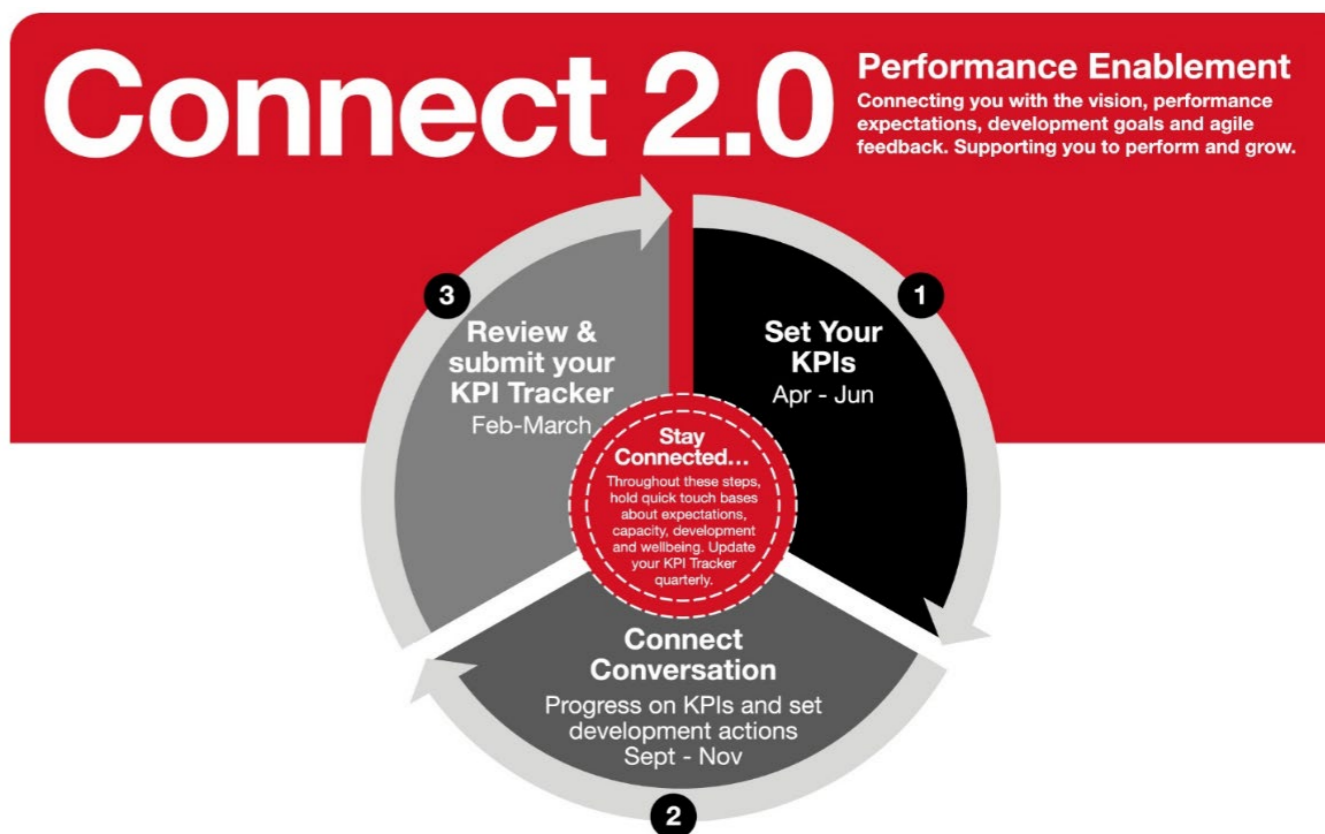 Connect 2.0
Performance Enablement
Connecting you with the vision, performance
expectations, development goals and agile
feedback. Supporting you to perform and grow.
1
Set Your
KPIs
Apr - Jun
2
Connect
Conversation
Progress on KPIs and set
development actions
Sept - Nov
3
Review &
submit your
KPI Tracker
Feb-March
Stay
Connected...
Throughout these steps,
hold quick touch bases
about expectations,
capacity, development
and wellbeing. Update
your KPI Tracker
quarterly.